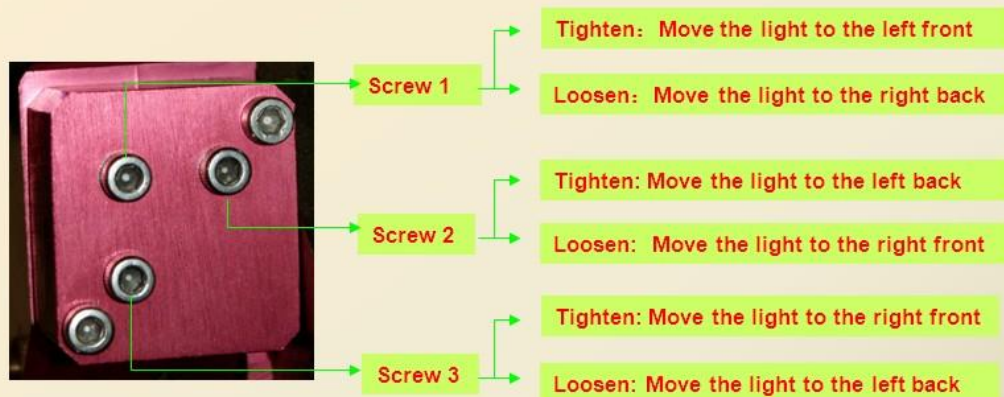 Tighten： Move the light to the left front
Screw 1
Loosen： Move the light to the right back
Tighten: Move the light to the left back
Screw 2
Loosen:  Move the light to the right front
Tighten: Move the light to the right front
Screw 3
Loosen: Move the light to the left back